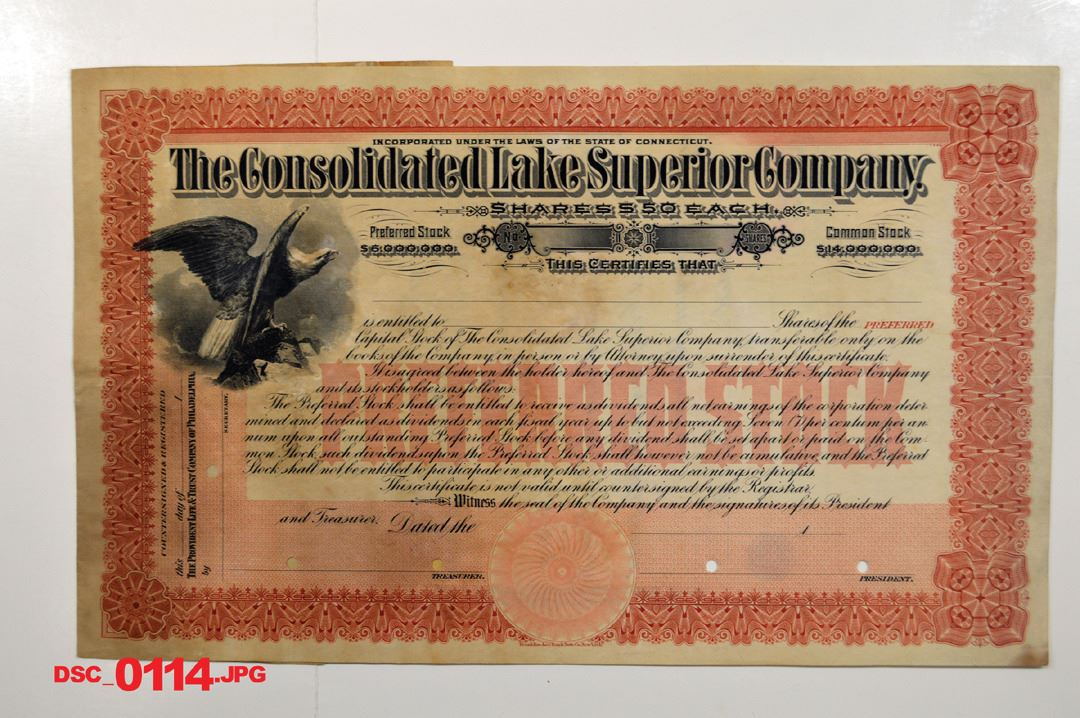 INCORPORATED UNDER THE LAWS OF THE STATE OF CONNECTICUT.
The Consolidated Lake Superior Company.
SHARES $50 EACH.
Preferred Stock
$6,000,000.
No.
SHARES
Common Stock
$14,000,000.
THIS CERTIFIES THAT
is entitled to Shares of the PREFERRED
Capital Stock of The Consolidated Lake Superior Company, transferable only on the
books of the Company, in person or by Attorney upon surrender of this certificate.
It is agreed between the holder hereof and The Consolidated Lake Superior Company
and its stockholders as follows:
The Preferred Stock shall be entitled to receive as dividends all net earnings of the corporation deter
mined and declared as dividends in each fiscal year up to but not exceeding Seven (7) per centum per an
num upon all outstanding Preferred Stock before any dividend shall be set apart or paid on the Com
mon Stock, such dividends upon the Preferred Stock shall however not be cumulative and the Preferred
Stock shall not be entitled to participate in any other or additional earnings or profits.
This certificate is not valid until countersigned by the Registrar.
Witness the seal of the Company and the signatures of its President
and Treasurer. Dated the 1
TREASURER.
PRESIDENT.
PREFERRED STOCK
COUNTERSIGNED & REGISTERED
this day of 1
THE PROVIDENT LIFE & TRUST COMPANY OF PHILADELPHIA,
by
SECRETARY.
DSC_0114.JPG